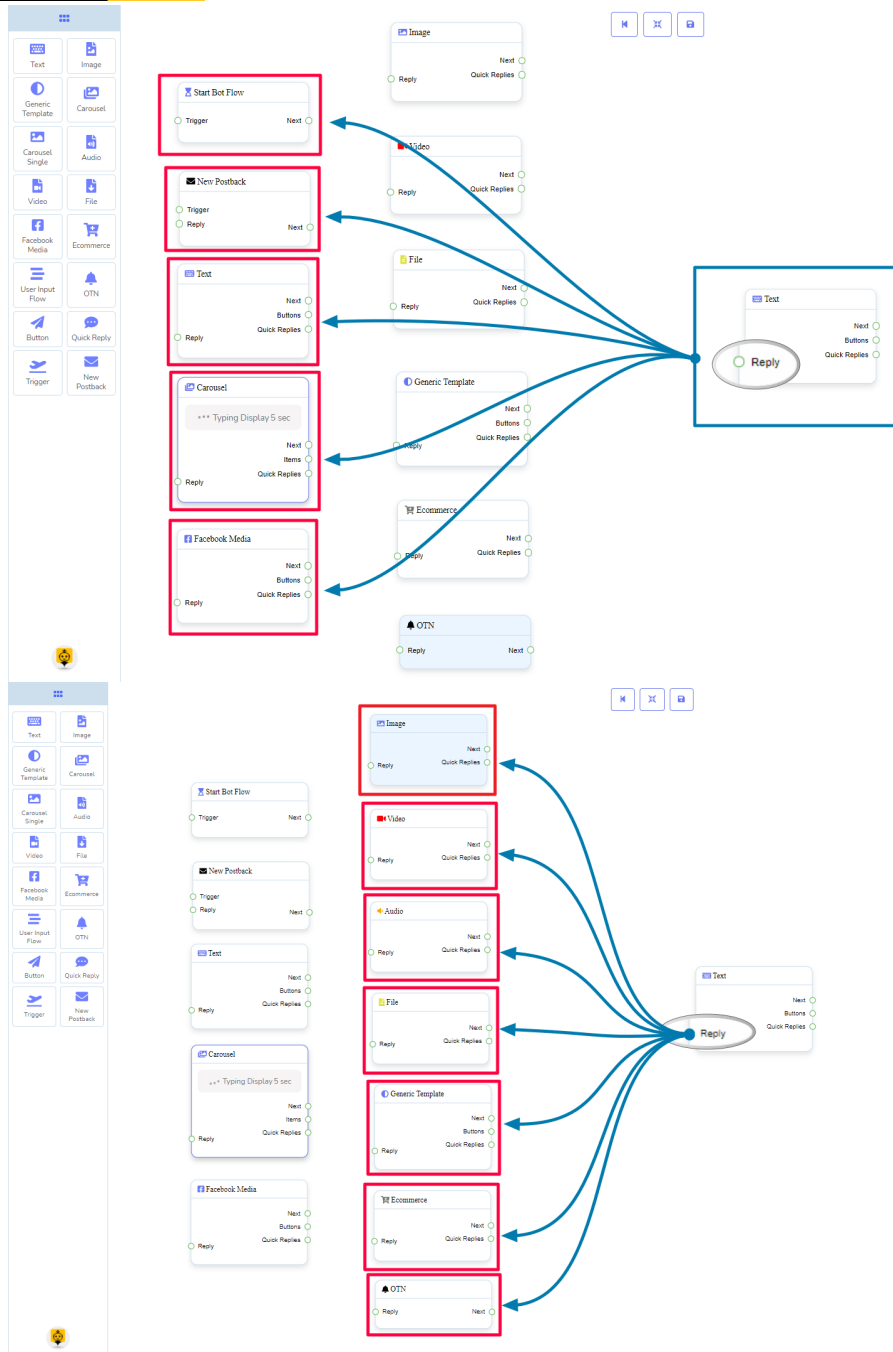 Text
Image
Generic
Template
Carousel
Carousel
Single
Audio
Video
File
Facebook
Media
Ecommerce
User Input
Flow
OTN
Button
Quick Reply
Trigger
New
Postback
Start Bot Flow
Trigger
Next
New Postback
Trigger
Reply
Next
Text
Next
Buttons
Quick Replies
Reply
Carousel
Typing Display 5 sec
Next
Items
Quick Replies
Reply
Facebook Media
Next
Buttons
Quick Replies
Reply
Image
Next
Quick Replies
Reply
Video
Next
Quick Replies
Reply
File
Next
Quick Replies
Reply
Generic Template
Next
Buttons
Quick Replies
Reply
Ecommerce
Next
Quick Replies
Reply
OTN
Reply
Next
Text
Next
Buttons
Quick Replies
Reply
Text
Image
Generic
Template
Carousel
Carousel
Single
Audio
Video
File
Facebook
Media
Ecommerce
User Input
Flow
OTN
Button
Quick Reply
Trigger
New
Postback
Start Bot Flow
Trigger
Next
New Postback
Trigger
Reply
Next
Text
Next
Buttons
Quick Replies
Reply
Carousel
Typing Display 5 sec
Next
Items
Quick Replies
Reply
Facebook Media
Next
Buttons
Quick Replies
Reply
Image
Next
Quick Replies
Reply
Video
Next
Quick Replies
Reply
Audio
Next
Quick Replies
Reply
File
Next
Quick Replies
Reply
Generic Template
Next
Buttons
Quick Replies
Reply
Ecommerce
Next
Quick Replies
Reply
OTN
Reply
Next
Text
Next
Buttons
Quick Replies
Reply